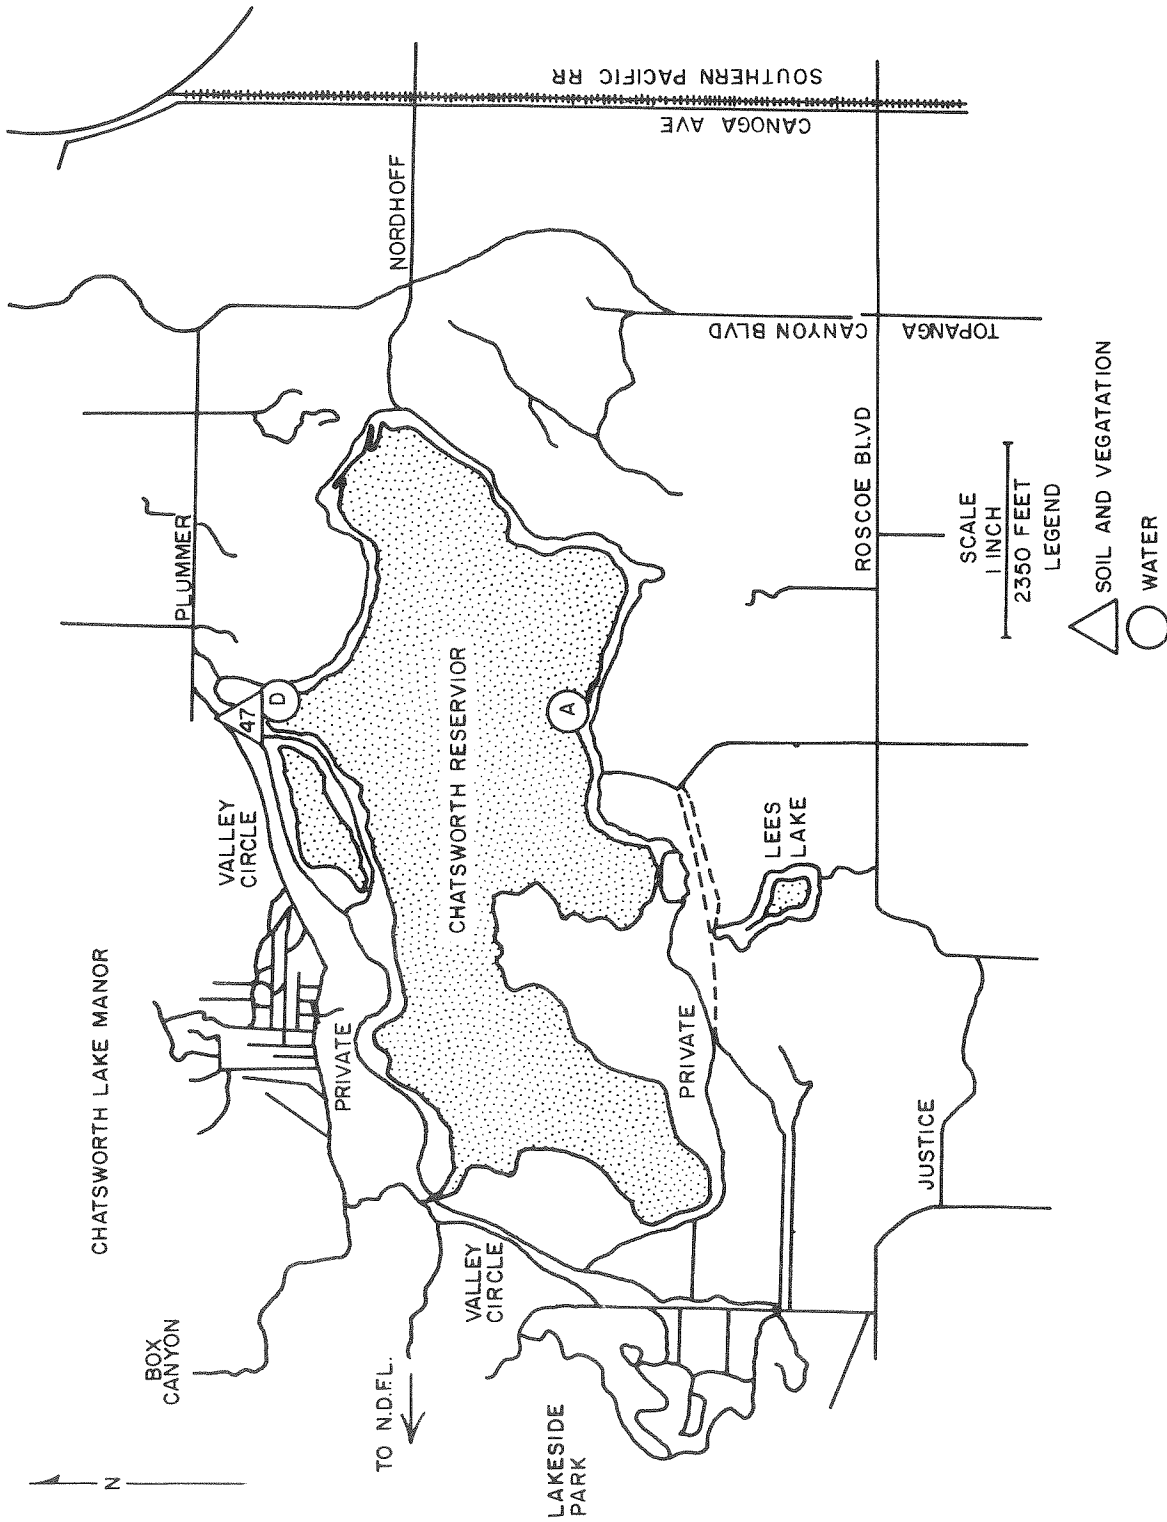 N
BOX
CANYON
CHATSWORTH LAKE MANOR
TO N.D.F.L.
LAKESIDE
PARK
VALLEY
CIRCLE
PRIVATE
VALLEY
CIRCLE
47
D
PLUMMER
NORDHOFF
CHATSWORTH RESERVIOR
A
PRIVATE
LEES
LAKE
JUSTICE
ROSCOE BLVD
CANYON BLVD
TOPANGA
CANOGA AVE
SOUTHERN PACIFIC RR
SCALE
1 INCH
2350 FEET
LEGEND
SOIL AND VEGATATION
WATER